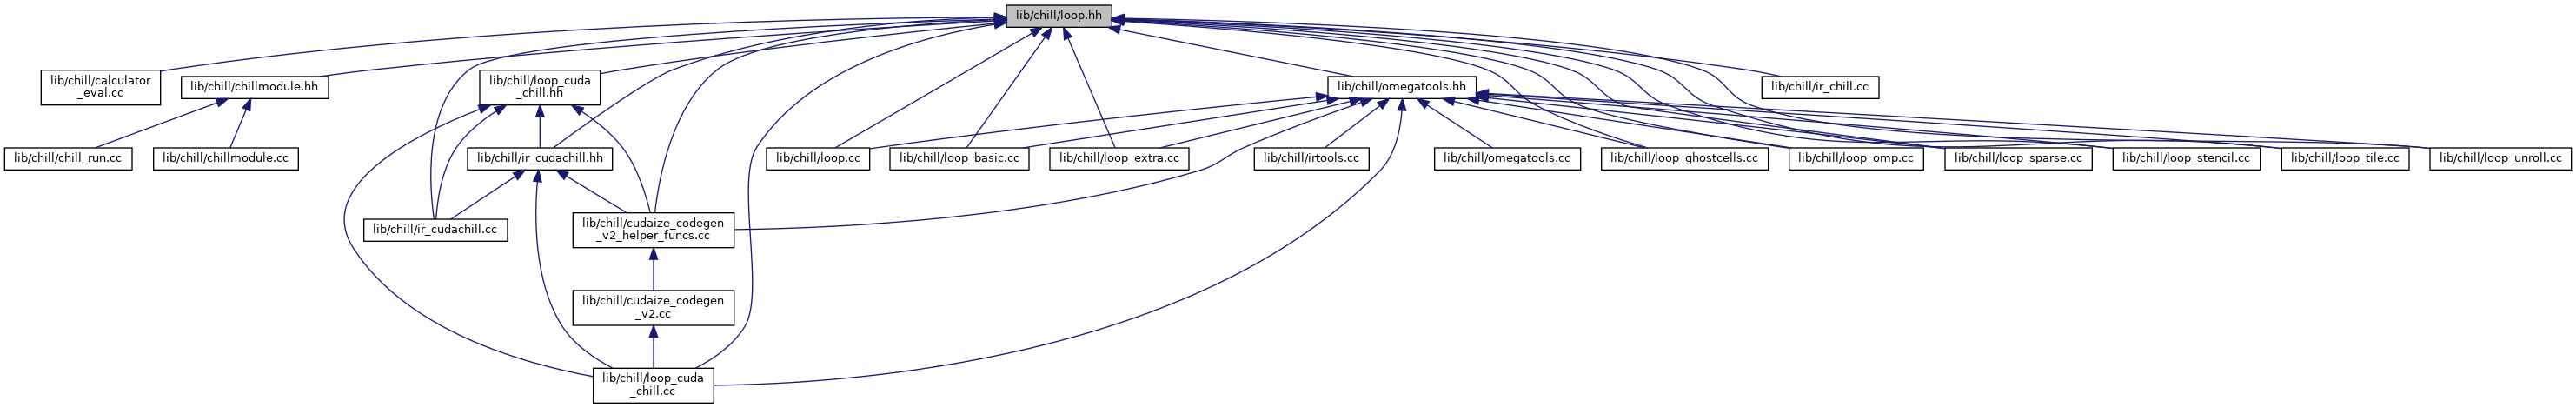 lib/chill/loop.hh
lib/chill/calculator
_eval.cc
lib/chill/chillmodule.hh
lib/chill/loop_cuda
_chill.hh
lib/chill/omegatools.hh
lib/chill/ir_chill.cc
lib/chill/chill_run.cc
lib/chill/chillmodule.cc
lib/chill/ir_cudachill.hh
lib/chill/loop.cc
lib/chill/loop_basic.cc
lib/chill/loop_extra.cc
lib/chill/irtools.cc
lib/chill/omegatools.cc
lib/chill/loop_ghostcells.cc
lib/chill/loop_omp.cc
lib/chill/loop_sparse.cc
lib/chill/loop_stencil.cc
lib/chill/loop_tile.cc
lib/chill/loop_unroll.cc
lib/chill/ir_cudachill.cc
lib/chill/cudaize_codegen
_v2_helper_funcs.cc
lib/chill/cudaize_codegen
_v2.cc
lib/chill/loop_cuda
_chill.cc